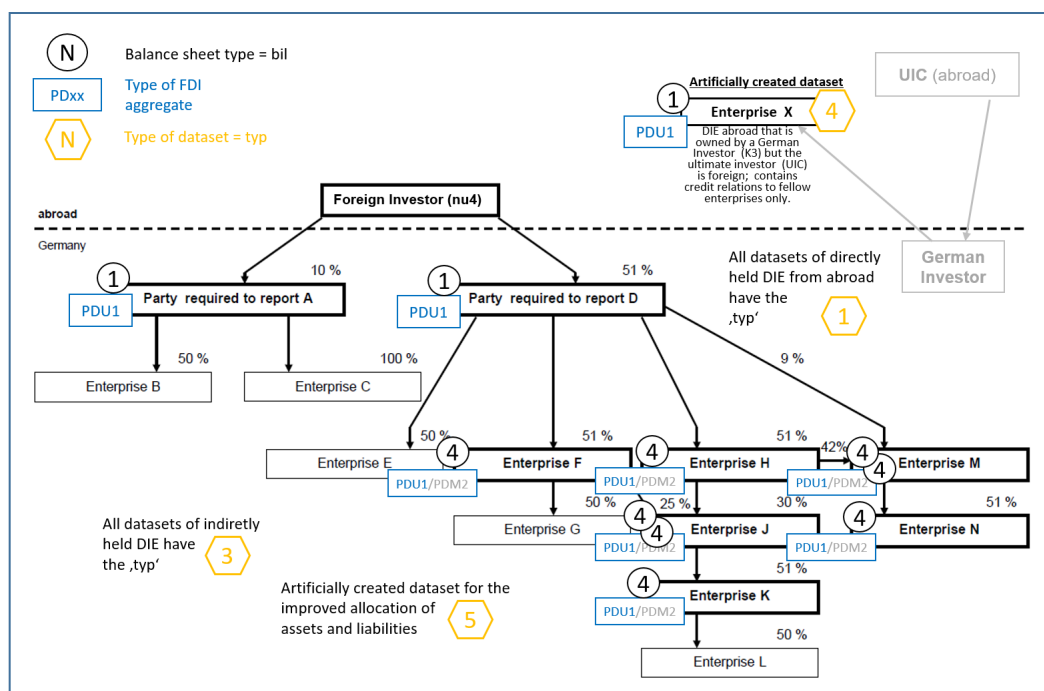 N
Balance sheet type = bil
PDxx
Type of FDI
aggregate
N
Type of dataset = typ
Artificially created dataset
1
Enterprise X
4
PDU1
DIE abroad that is
owned by a German
Investor (K3) but the
ultimate investor (UIC)
is foreign; contains
credit relations to fellow
enterprises only.
UIC (abroad)
Foreign Investor (nu4)
abroad
Germany
German
Investor
10 %
51 %
1
Party required to report A
PDU1
1
Party required to report D
PDU1
All datasets of directly
held DIE from abroad
have the
‚typ‘
1
50 %
100 %
9 %
Enterprise B
Enterprise C
50 %
51 %
51 %
42%
Enterprise E
4
Enterprise F
PDU1/PDM2
4
Enterprise H
PDU1/PDM2
4
4
Enterprise M
PDU1/PDM2
50 %
25 %
30 %
51 %
Enterprise G
4
4
Enterprise J
PDU1/PDM2
4
Enterprise N
PDU1/PDM2
All datasets of indiretly
held DIE have
the ‚typ‘
3
51 %
4
Enterprise K
PDU1/PDM2
Artificially created dataset for the
improved allocation of
assets and liabilities
5
50 %
Enterprise L